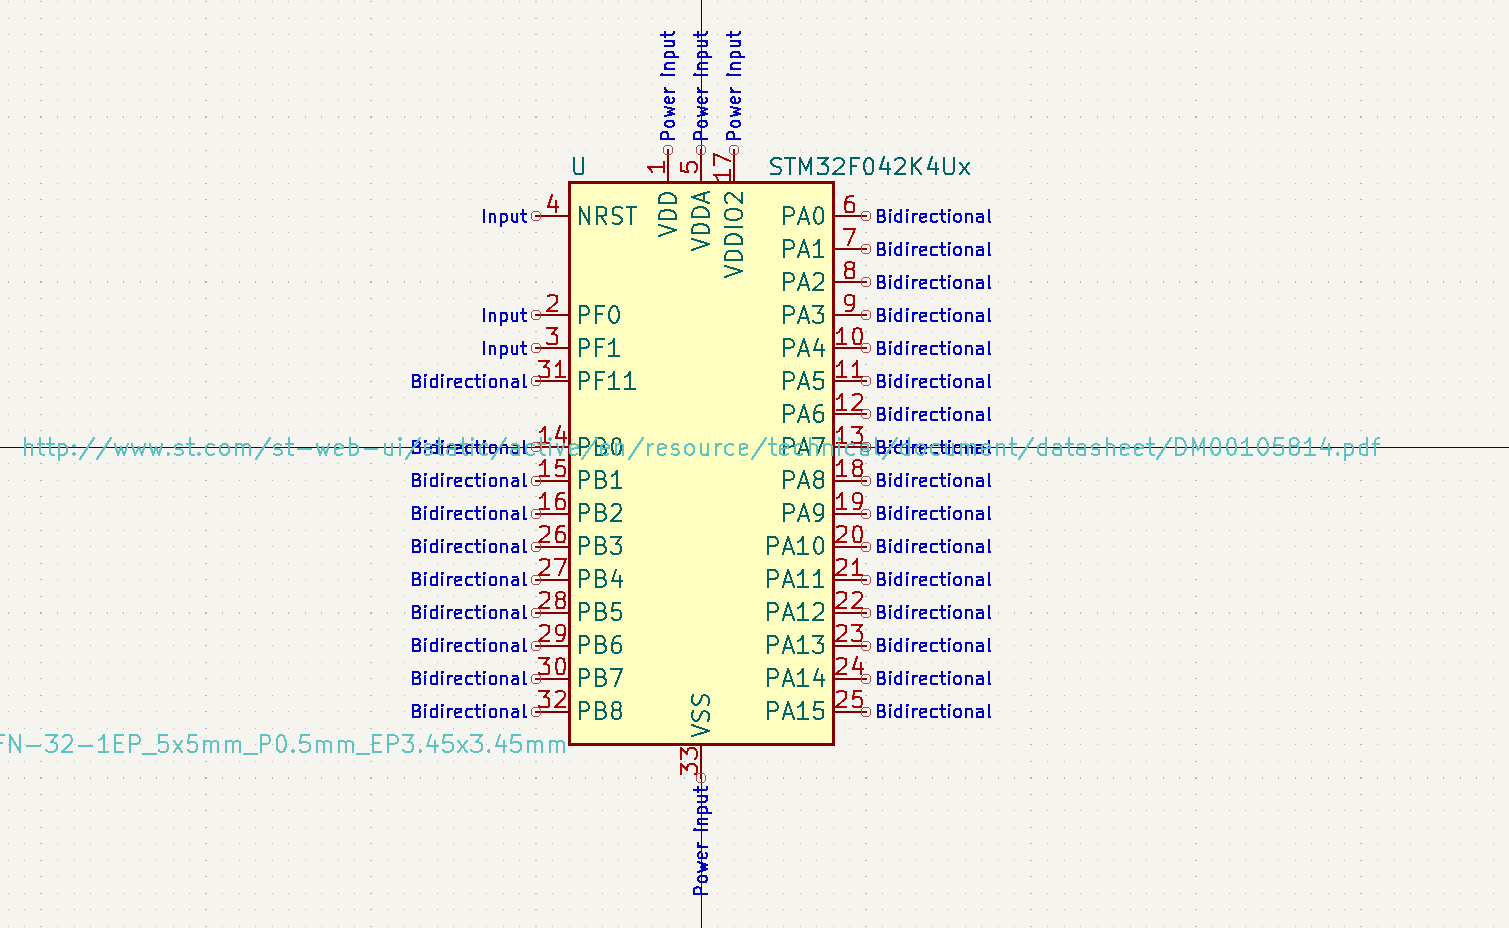 Power Input
Power Input
Power Input
1
5
17
U
STM32F042K4Ux
VDD
VDDA
VDDIO2
Input 4 NRST
PA0 6 Bidirectional
PA1 7 Bidirectional
PA2 8 Bidirectional
Input 2 PF0
PA3 9 Bidirectional
Input 3 PF1
PA4 10 Bidirectional
Bidirectional 31 PF11
PA5 11 Bidirectional
PA6 12 Bidirectional
Bidirectional 14 PB0
PA7 13 Bidirectional
http://www.st.com/st-web-ui/static/active/en/resource/technical/document/datasheet/DM00105814.pdf
Bidirectional 15 PB1
PA8 18 Bidirectional
Bidirectional 16 PB2
PA9 19 Bidirectional
Bidirectional 26 PB3
PA10 20 Bidirectional
Bidirectional 27 PB4
PA11 21 Bidirectional
Bidirectional 28 PB5
PA12 22 Bidirectional
Bidirectional 29 PB6
PA13 23 Bidirectional
Bidirectional 30 PB7
PA14 24 Bidirectional
Bidirectional 32 PB8
PA15 25 Bidirectional
VSS
FN-32-1EP_5x5mm_P0.5mm_EP3.45x3.45mm
33
Power Input